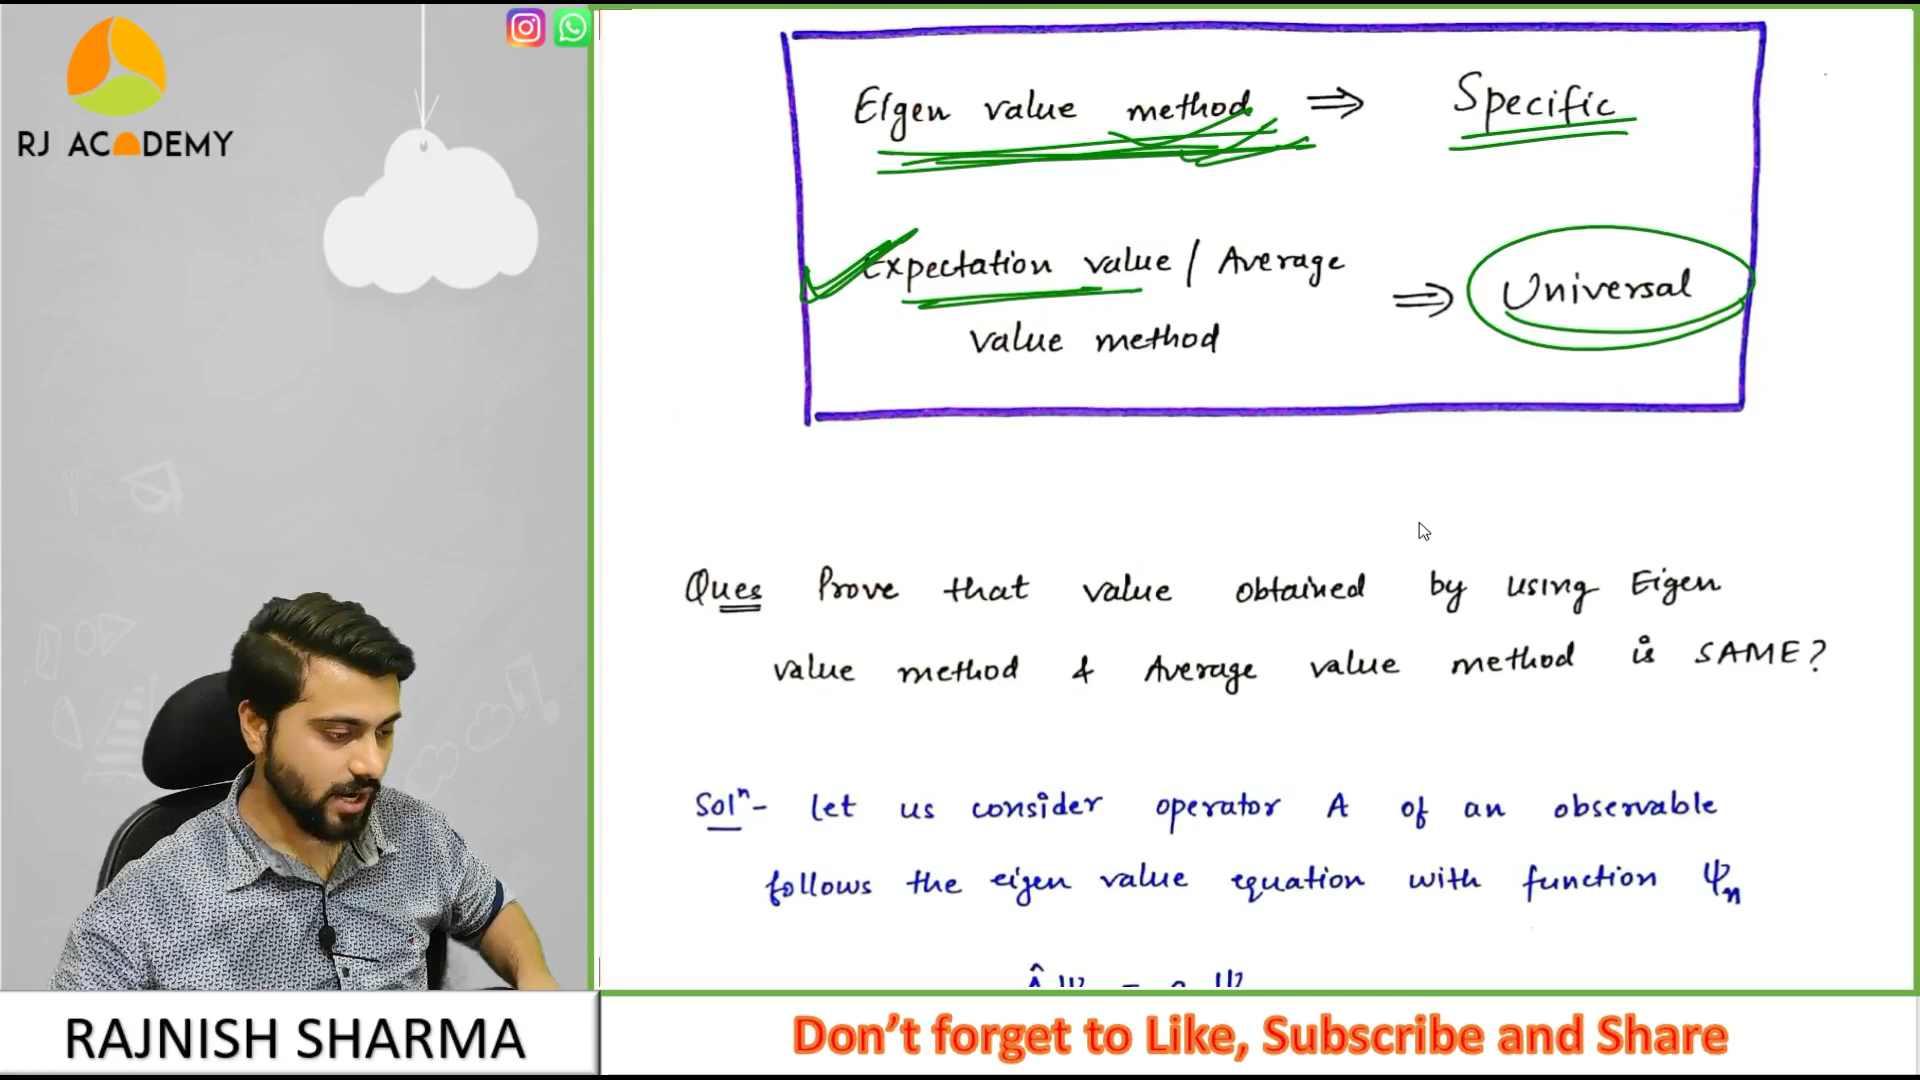 RJ ACADEMY
Eigen value method ⇒ Specific
Expectation value / Average
value method ⇒ Universal
Ques Prove that value obtained by using Eigen
value method & Average value method is SAME?
Solⁿ- Let us consider operator A of an observable
follows the eigen value equation with function ψₙ
RAJNISH SHARMA
Don’t forget to Like, Subscribe and Share